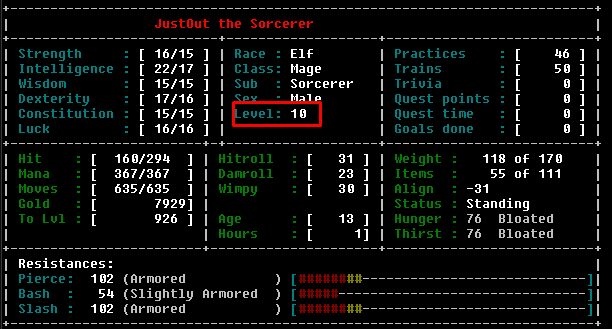 JustOut the Sorcerer
Strength : [ 16/15 ] | Race : Elf | Practices : [ 46 ]
Intelligence : [ 22/17 ] | Class: Mage | Trains : [ 50 ]
Wisdom : [ 15/15 ] | Sub : Sorcerer | Trivia : [ 0 ]
Dexterity : [ 17/16 ] | Sex : Male | Quest points : [ 0 ]
Constitution : [ 15/15 ] | Level: 10 | Quest time : [ 0 ]
Luck : [ 16/16 ] | Goals done : [ 0 ]
Hit : [ 160/294 ] | Hitroll : [ 31 ] | Weight : 118 of 170
Mana : [ 367/367 ] | Damroll : [ 23 ] | Items : 55 of 111
Moves : [ 635/635 ] | Wimpy : [ 30 ] | Align : -31
Gold : [ 7929] | Status : Standing
To Lvl : [ 926 ] | Age : [ 13 ] | Hunger : 76 Bloated
Hours : [ 1] | Thirst : 76 Bloated
Resistances:
Pierce: 102 (Armored ) [########----------------------------]
Bash : 54 (Slightly Armored ) [#####-------------------------------]
Slash : 102 (Armored ) [########----------------------------]